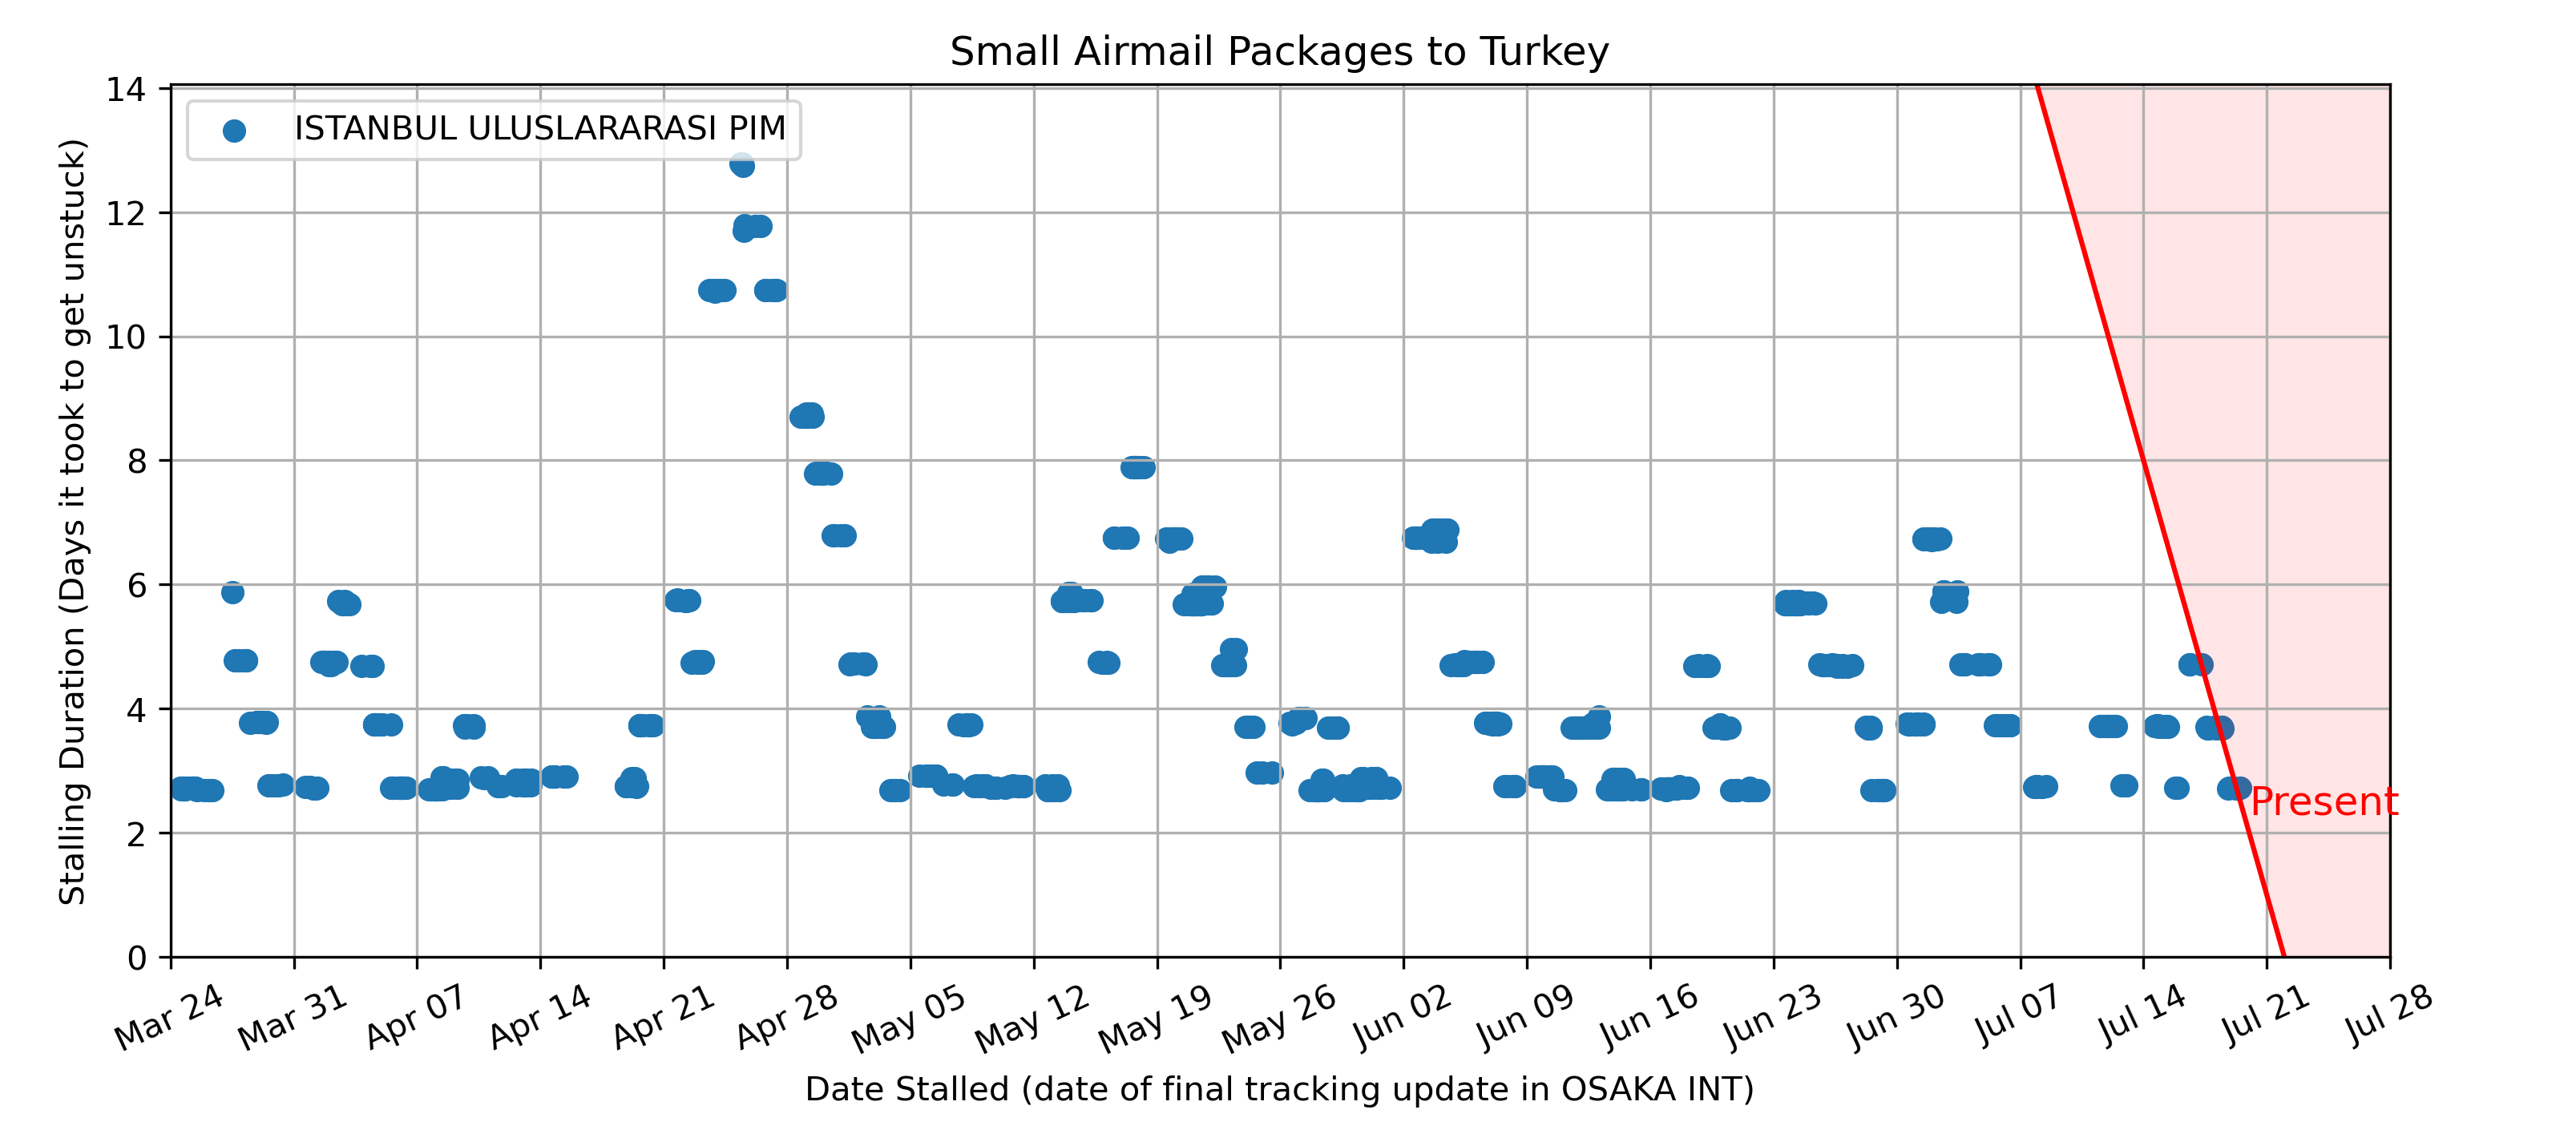 Small Airmail Packages to Turkey
ISTANBUL ULUSLARARASI PIM
Stalling Duration (Days it took to get unstuck)
14
12
10
8
6
4
2
0
Present
Mar 24
Mar 31
Apr 07
Apr 14
Apr 21
Apr 28
May 05
May 12
May 19
May 26
Jun 02
Jun 09
Jun 16
Jun 23
Jun 30
Jul 07
Jul 14
Jul 21
Jul 28
Date Stalled (date of final tracking update in OSAKA INT)